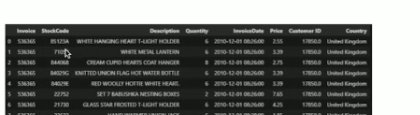 Invoice StockCode Description Quantity InvoiceDate Price Customer ID Country
0 536365 85123A WHITE HANGING HEART T-LIGHT HOLDER 6 2010-12-01 08:26:00 2.55 17850.0 United Kingdom
1 536365 WHITE METAL LANTERN 6 2010-12-01 08:26:00 3.39 17850.0 United Kingdom
2 536365 84406B CREAM CUPID HEARTS COAT HANGER 8 2010-12-01 08:26:00 2.75 17850.0 United Kingdom
3 536365 84029G KNITTED UNION FLAG HOT WATER BOTTLE 6 2010-12-01 08:26:00 3.39 17850.0 United Kingdom
4 536365 84029E RED WOOLLY HOTTIE WHITE HEART. 6 2010-12-01 08:26:00 3.39 17850.0 United Kingdom
5 536365 22752 SET 7 BABUSHKA NESTING BOXES 2 2010-12-01 08:26:00 7.65 17850.0 United Kingdom
6 536365 21730 GLASS STAR FROSTED T-LIGHT HOLDER 6 2010-12-01 08:26:00 4.25 17850.0 United Kingdom